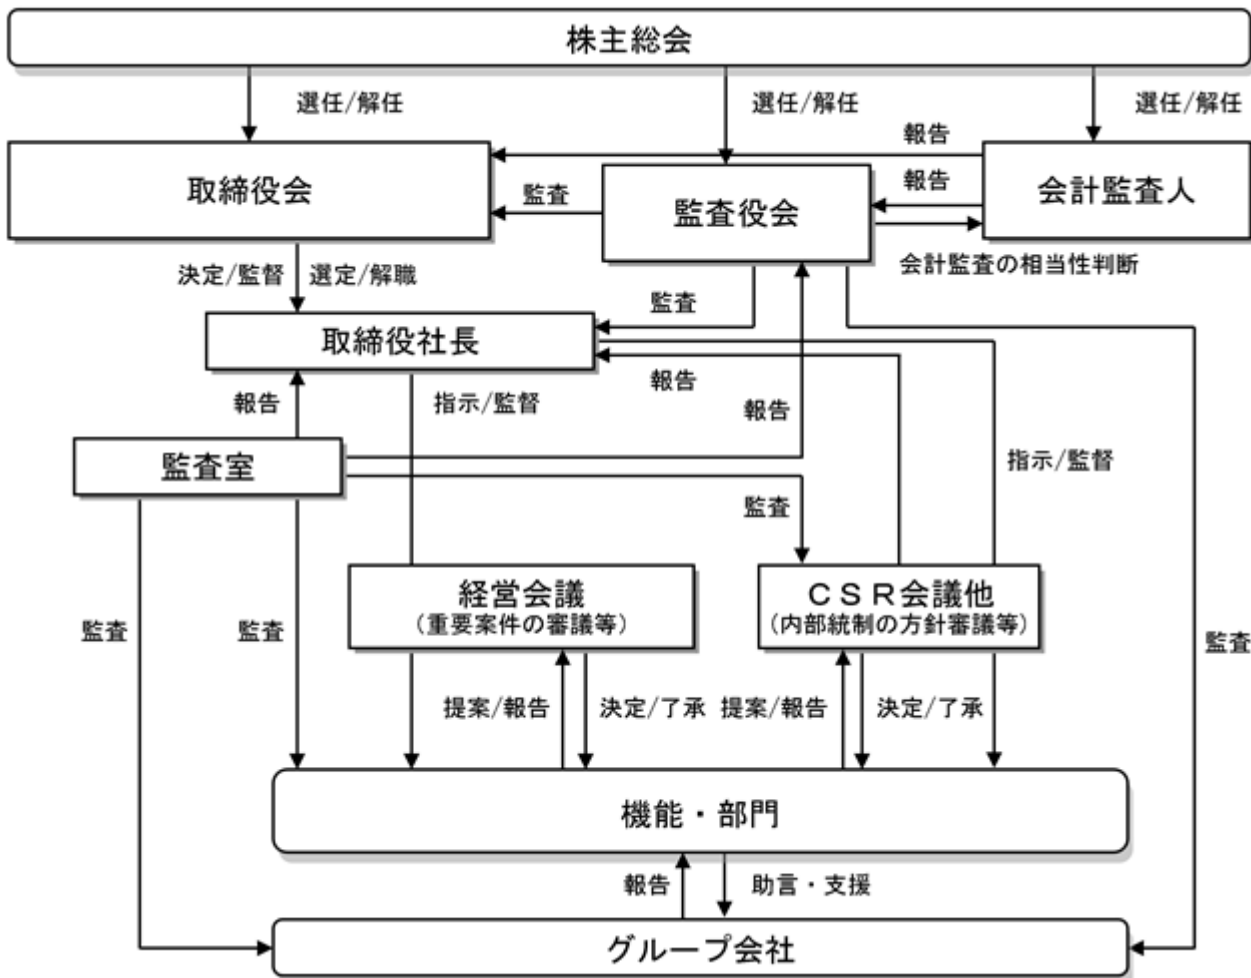 株主総会
選任/解任
選任/解任
選任/解任
報告
取締役会
監査
監査役会
報告
会計監査人
会計監査の相当性判断
決定/監督
選定/解職
監査
取締役社長
報告
報告
指示/監督
報告
監査室
指示/監督
監査
経営会議
(重要案件の審議等)
CSR会議他
(内部統制の方針審議等)
監査
監査
監査
提案/報告
決定/了承
提案/報告
決定/了承
機能・部門
報告
助言・支援
グループ会社